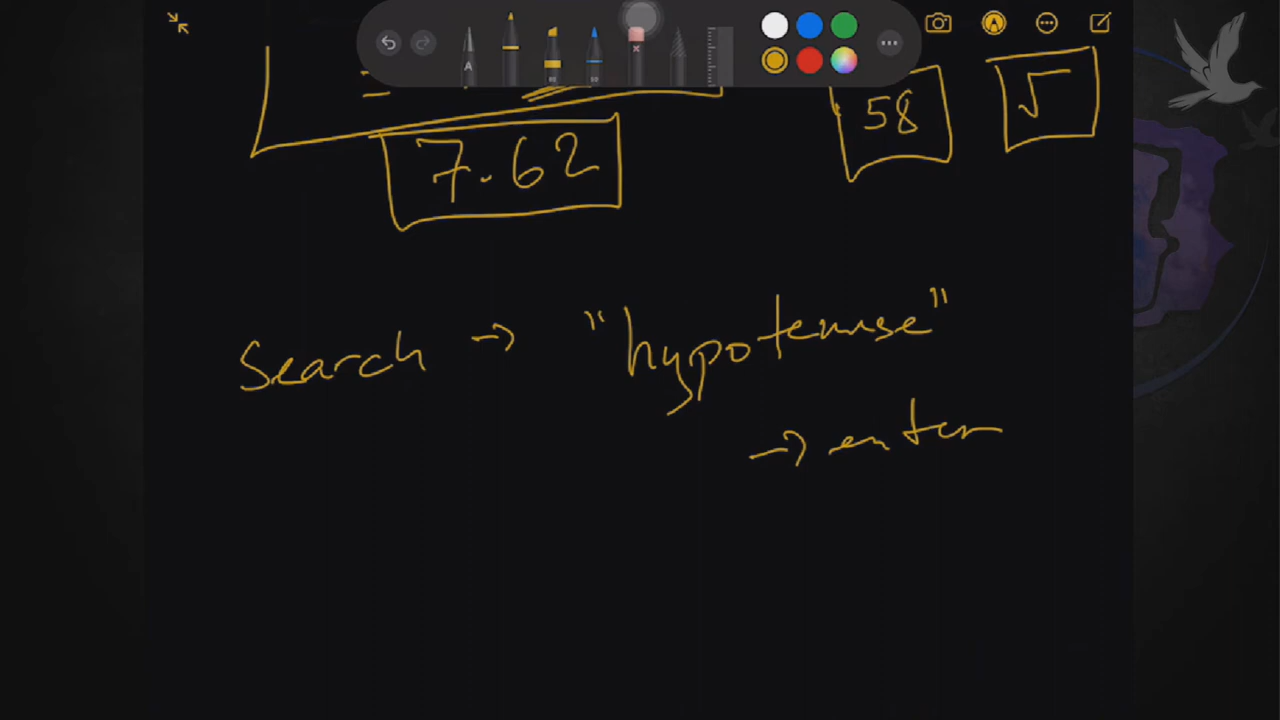 =
58 √
7.62
Search → "hypotenuse"
→ enter